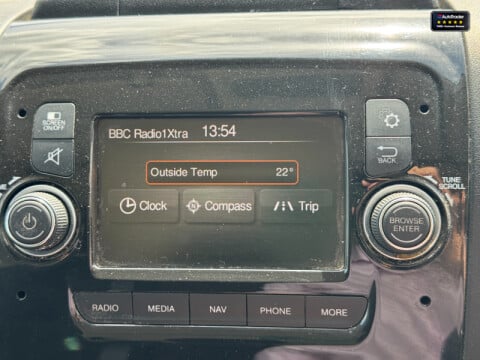 AutoTrader
SCREEN
ON/OFF
BBC Radio1Xtra 13:54
BACK
Outside Temp 22°
TUNE
SCROLL
Clock Compass Trip
BROWSE
ENTER
RADIO MEDIA NAV PHONE MORE